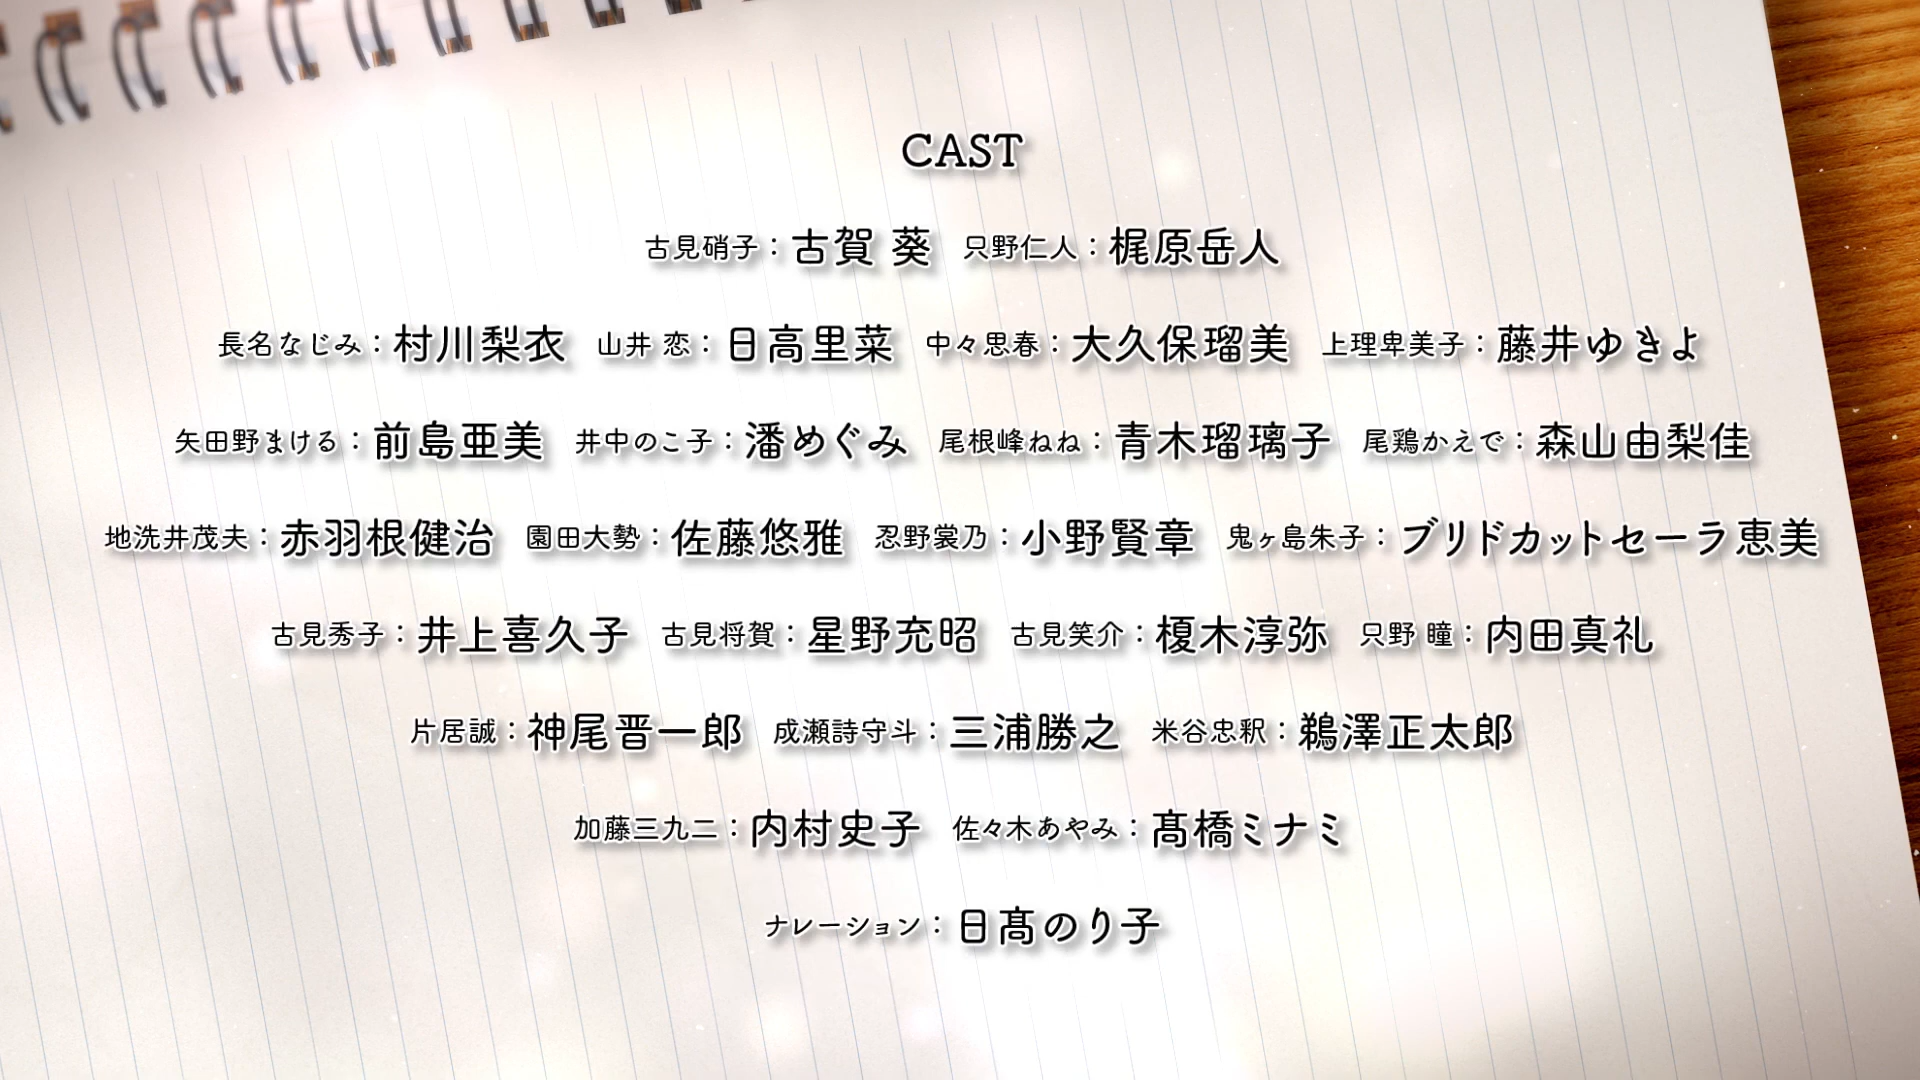 CAST
古見硝子：古賀 葵 只野仁人：梶原岳人
長名なじみ：村川梨衣 山井 恋：日高里菜 中々思春：大久保瑠美 上理卑美子：藤井ゆきよ
矢田野まける：前島亜美 井中のこ子：潘めぐみ 尾根峰ねね：青木瑠璃子 尾鶏かえで：森山由梨佳
地洗井茂夫：赤羽根健治 園田大勢：佐藤悠雅 忍野裳乃：小野賢章 鬼ヶ島朱子：ブリドカットセーラ恵美
古見秀子：井上喜久子 古見将賀：星野充昭 古見笑介：榎木淳弥 只野 瞳：内田真礼
片居誠：神尾晋一郎 成瀬詩守斗：三浦勝之 米谷忠釈：鵜澤正太郎
加藤三九二：内村史子 佐々木あやみ：髙橋ミナミ
ナレーション：日髙のり子